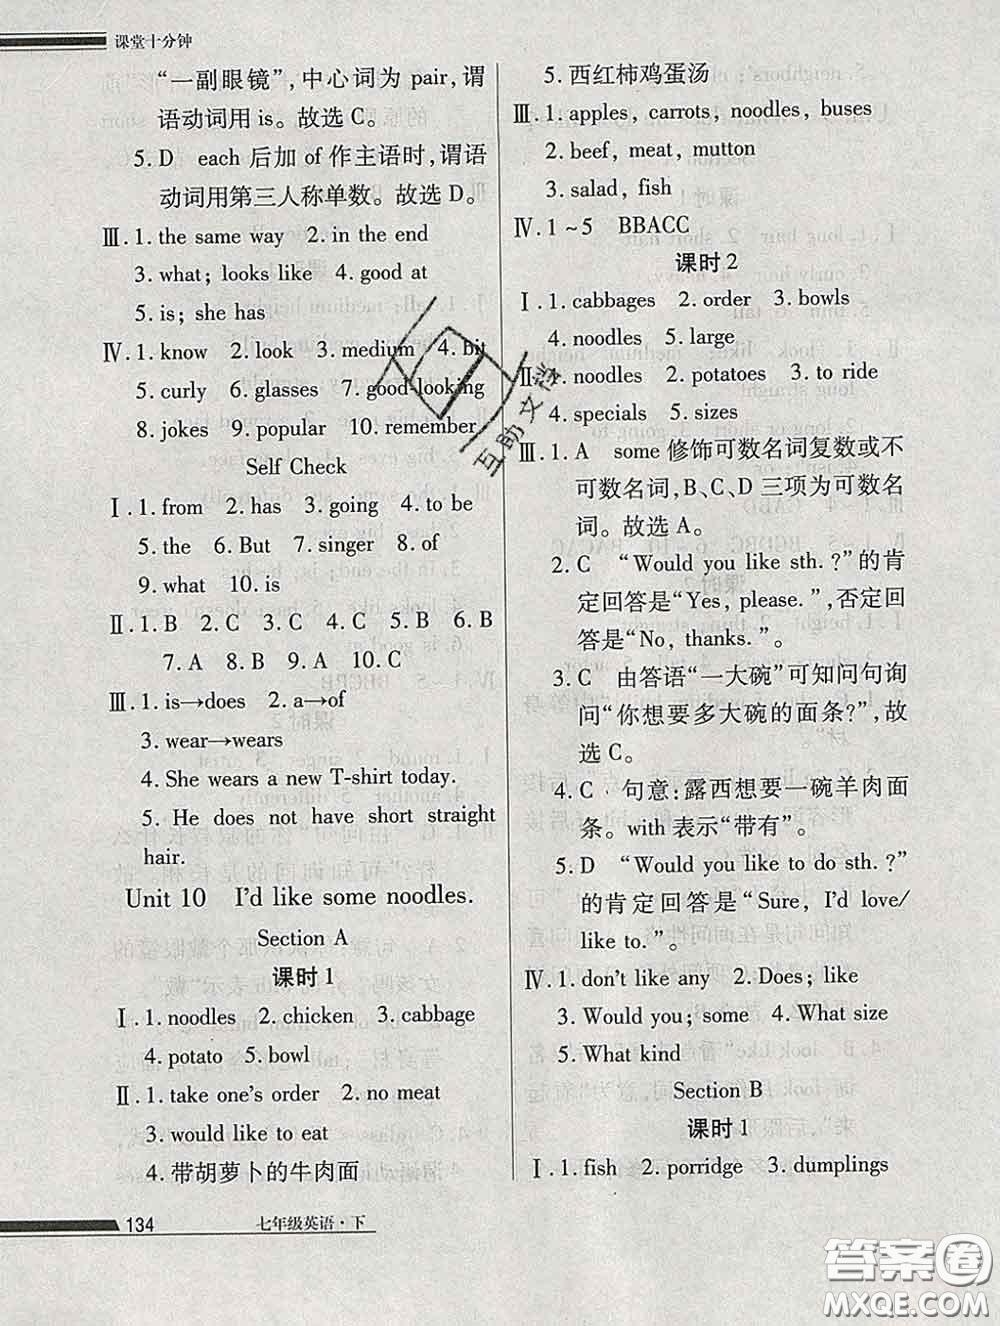 课堂十分钟
“一副眼镜”,中心词为 pair,谓
语动词用 is。故选 C。
5. D each 后加 of 作主语时,谓语
动词用第三人称单数。故选 D。
Ⅲ. 1. the same way 2. in the end
3. what; looks like 4. good at
5. is; she has
Ⅳ. 1. know 2. look 3. medium 4. bit
5. curly 6. glasses 7. good-looking
8. jokes 9. popular 10. remember
Self Check
Ⅰ. 1. from 2. has 3. going 4. to be
5. the 6. But 7. singer 8. of
9. what 10. is
Ⅱ. 1. B 2. C 3. C 4. C 5. B 6. B
7. A 8. B 9. A 10. C
Ⅲ. 1. is→does 2. a→of
3. wear→wears
4. She wears a new T-shirt today.
5. He does not have short straight
hair.
Unit 10 I'd like some noodles.
Section A
课时 1
Ⅰ. 1. noodles 2. chicken 3. cabbage
4. potato 5. bowl
Ⅱ. 1. take one's order 2. no meat
3. would like to eat
4. 带胡萝卜的牛肉面
5. 西红柿鸡蛋汤
Ⅲ. 1. apples, carrots, noodles, buses
2. beef, meat, mutton
3. salad, fish
Ⅳ. 1~5 BBACC
课时 2
Ⅰ. 1. cabbages 2. order 3. bowls
4. noodles 5. large
Ⅱ. 1. noodles 2. potatoes 3. to ride
4. specials 5. sizes
Ⅲ. 1. A some 修饰可数名词复数或不
可数名词,B、C、D 三项为可数名
词。故选 A。
2. C “Would you like sth. ?”的肯
定回答是“Yes, please. ”,否定回
答是“No, thanks. ”。
3. C 由答语“一大碗”可知问句询
问“你想要多大碗的面条?”,故
选 C。
4. C 句意:露西想要一碗羊肉面
条。with 表示“带有”。
5. D “Would you like to do sth. ?”
的肯定回答是“Sure, I'd love/
like to. ”。
Ⅳ. 1. don't like any 2. Does; like
3. Would you; some 4. What size
5. What kind
Section B
课时 1
Ⅰ. 1. fish 2. porridge 3. dumplings
134 七年级英语·下
互助文档
答案圈
MXQE.COM